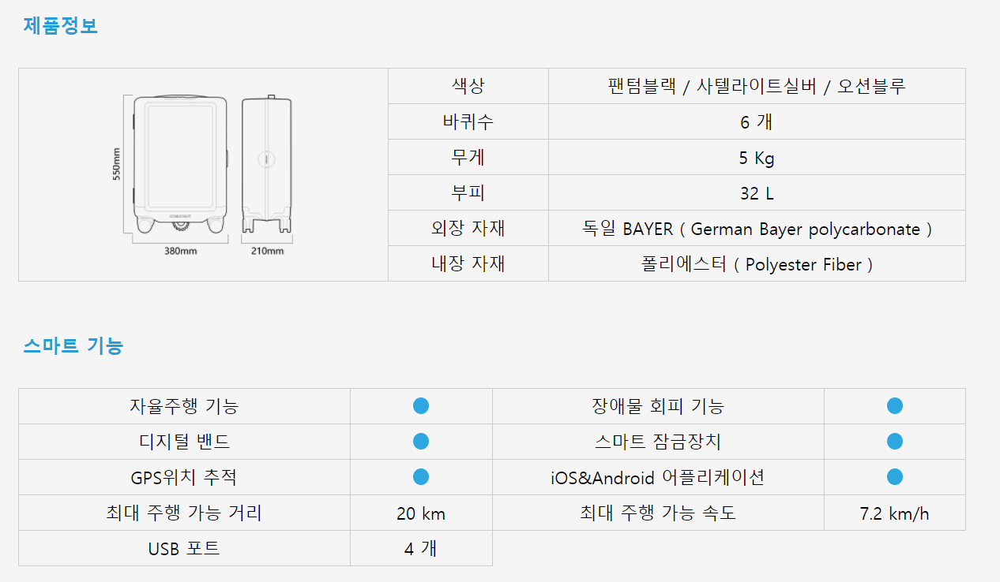 제품정보
550mm
380mm
210mm
색상 팬텀블랙 / 사텔라이트실버 / 오션블루
바퀴수 6 개
무게 5 Kg
부피 32 L
외장 자재 독일 BAYER ( German Bayer polycarbonate )
내장 자재 폴리에스터 ( Polyester Fiber )
스마트 기능
자율주행 기능 ● 장애물 회피 기능 ●
디지털 밴드 ● 스마트 잠금장치 ●
GPS위치 추적 ● iOS&Android 어플리케이션 ●
최대 주행 가능 거리 20 km 최대 주행 가능 속도 7.2 km/h
USB 포트 4 개